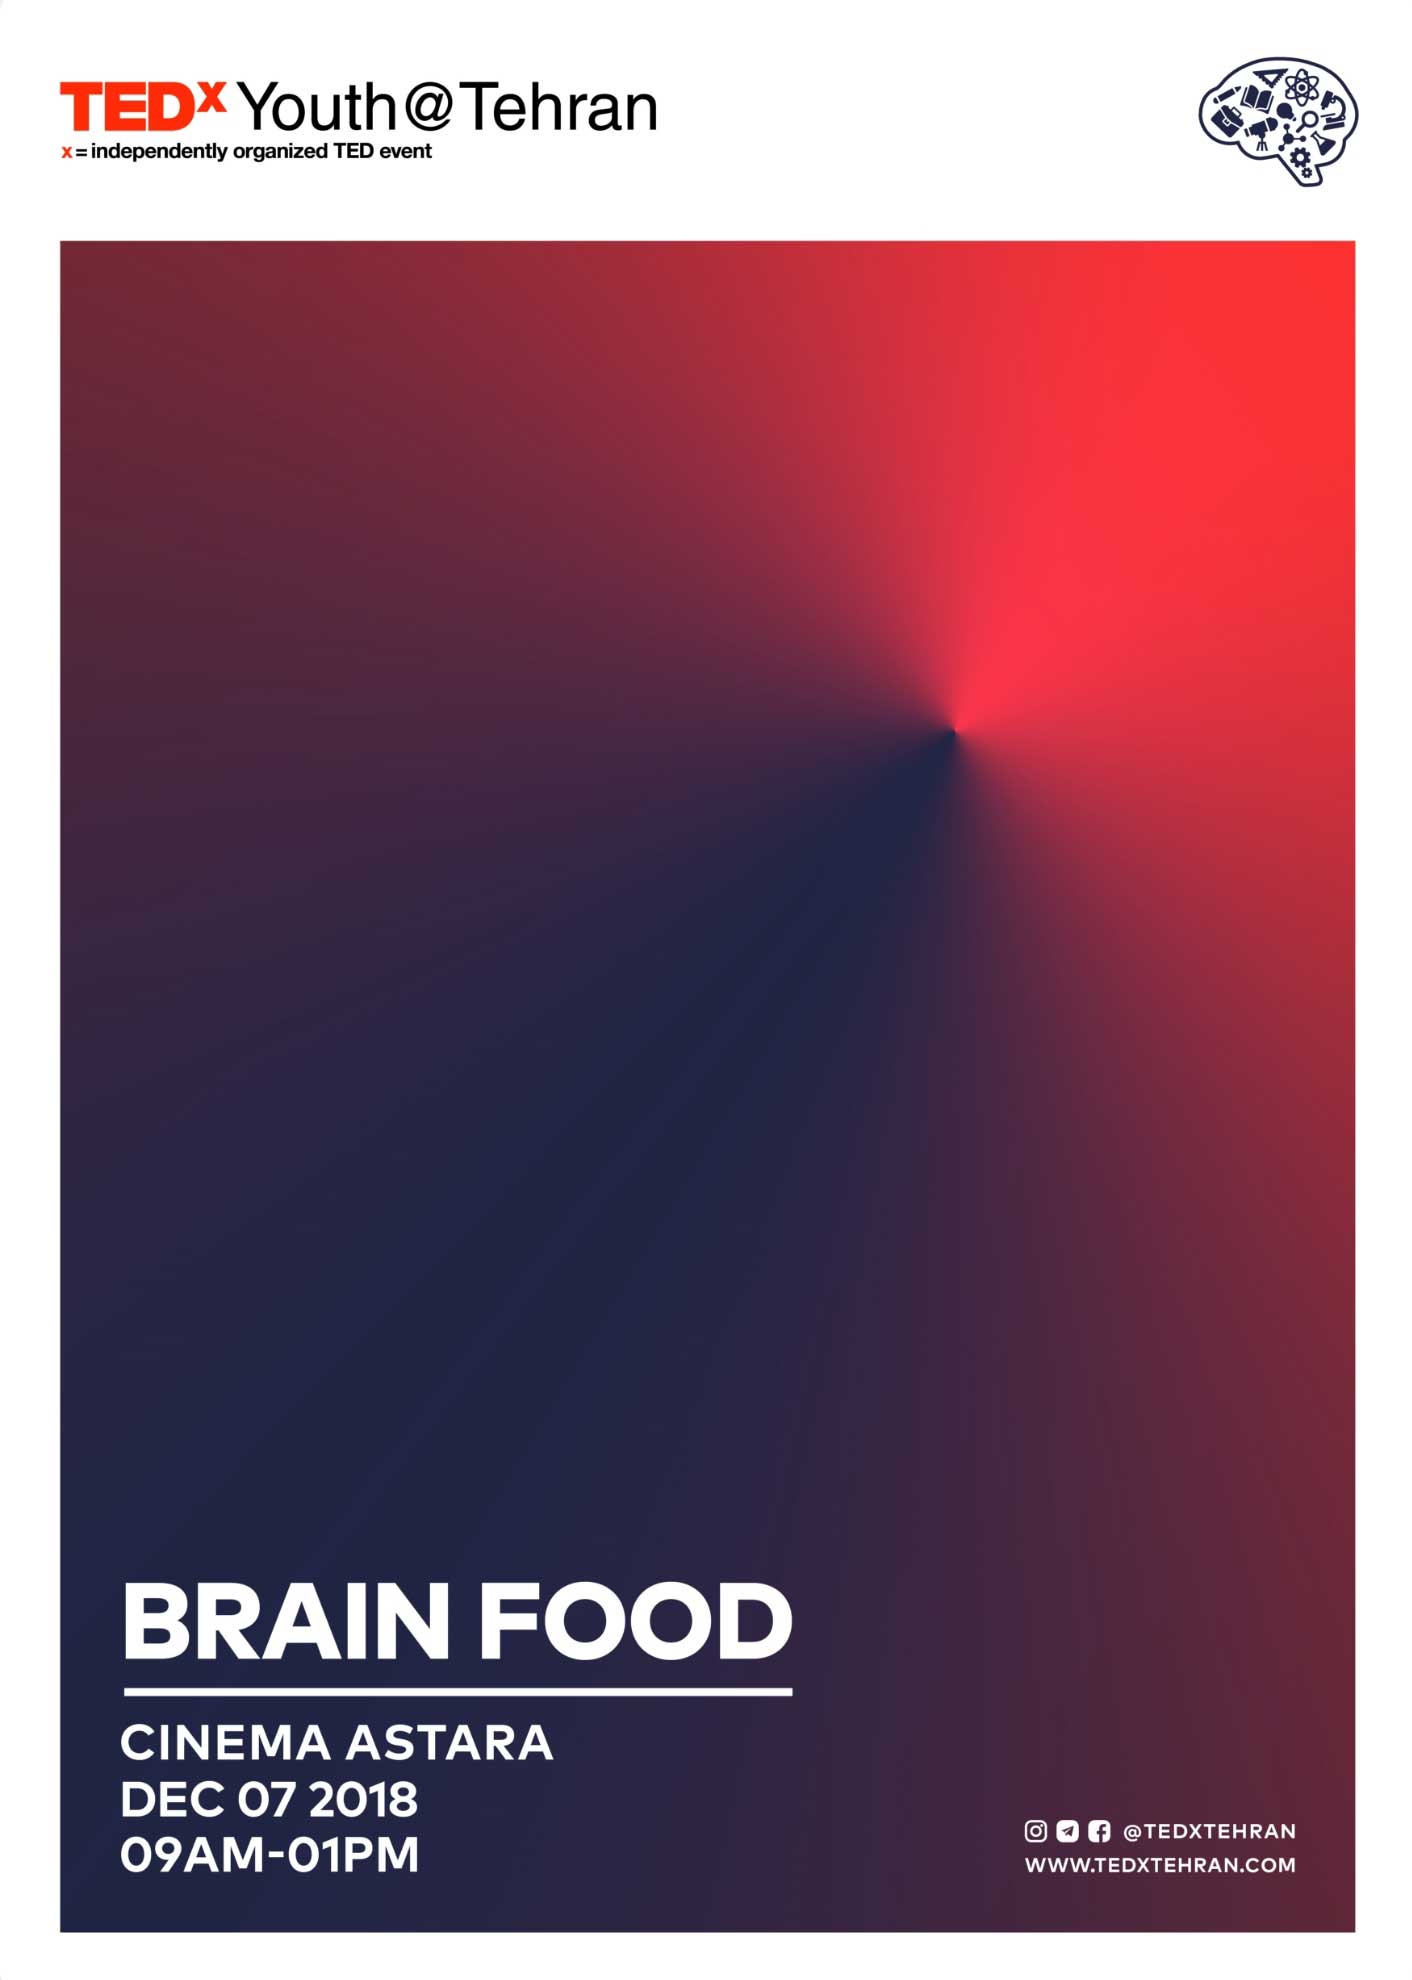 TEDx Youth@Tehran
x = independently organized TED event
BRAIN FOOD
CINEMA ASTARA
DEC 07 2018
09AM-01PM
@TEDXTEHRAN
WWW.TEDXTEHRAN.COM